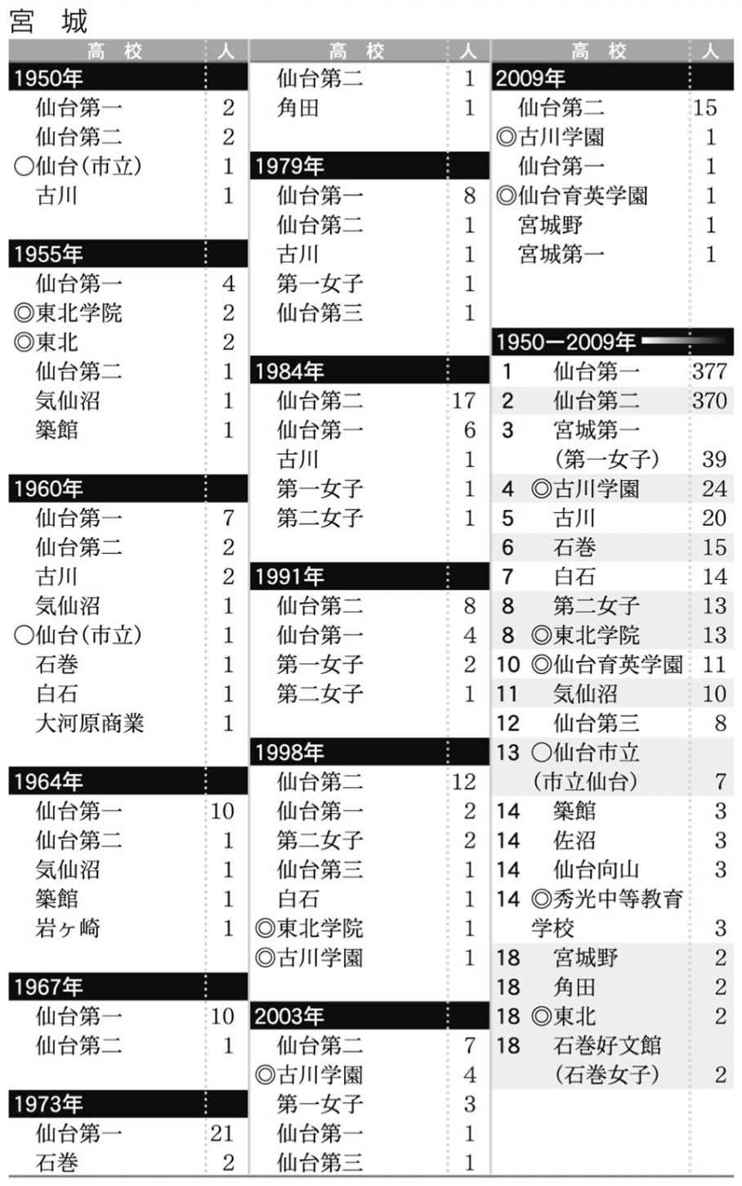 宮 城
高 校 人
1950年
仙台第一 2
仙台第二 2
○仙台(市立) 1
古川 1
1955年
仙台第一 4
◎東北学院 2
◎東北 2
仙台第二 1
気仙沼 1
築館 1
1960年
仙台第一 7
仙台第二 2
古川 2
気仙沼 1
○仙台(市立) 1
石巻 1
白石 1
大河原商業 1
1964年
仙台第一 10
仙台第二 1
気仙沼 1
築館 1
岩ヶ崎 1
1967年
仙台第一 10
仙台第二 1
1973年
仙台第一 21
石巻 2
高 校 人
仙台第二 1
角田 1
1979年
仙台第一 8
仙台第二 1
古川 1
第一女子 1
仙台第三 1
1984年
仙台第二 17
仙台第一 6
古川 1
第一女子 1
第二女子 1
1991年
仙台第二 8
仙台第一 4
第一女子 2
第二女子 1
1998年
仙台第二 12
仙台第一 2
第二女子 2
仙台第三 1
白石 1
◎東北学院 1
◎古川学園 1
2003年
仙台第二 7
◎古川学園 4
第一女子 3
仙台第一 1
仙台第三 1
高 校 人
2009年
仙台第二 15
◎古川学園 1
仙台第一 1
◎仙台育英学園 1
宮城野 1
宮城第一 1
1950―2009年
1 仙台第一 377
2 仙台第二 370
3 宮城第一
(第一女子) 39
4 ◎古川学園 24
5 古川 20
6 石巻 15
7 白石 14
8 第二女子 13
8 ◎東北学院 13
10 ◎仙台育英学園 11
11 気仙沼 10
12 仙台第三 8
13 ○仙台市立
(市立仙台) 7
14 築館 3
14 佐沼 3
14 仙台向山 3
14 ◎秀光中等教育
学校 3
18 宮城野 2
18 角田 2
18 ◎東北 2
18 石巻好文館
(石巻女子) 2